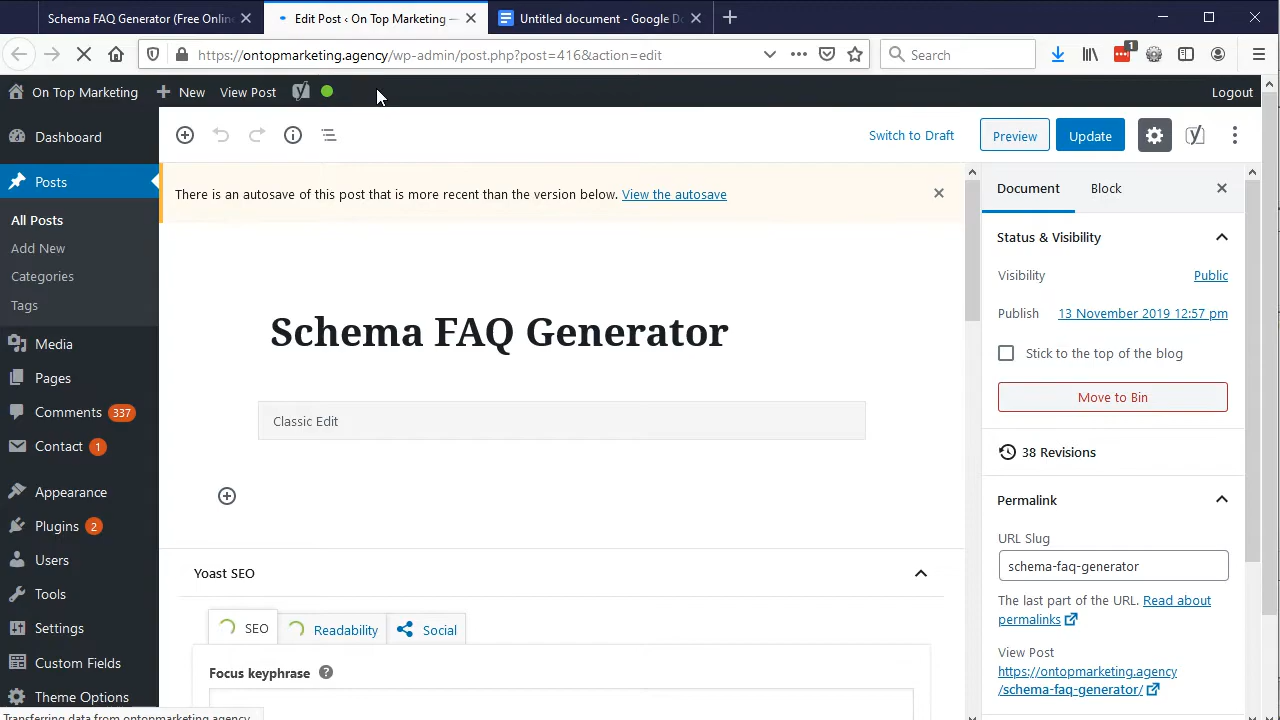 Schema FAQ Generator (Free Onlin
Edit Post ‹ On Top Marketing —
Untitled document - Google Do
https://ontopmarketing.agency/wp-admin/post.php?post=416&action=edit
Search
1
On Top Marketing
New
View Post
Logout
Dashboard
Posts
All Posts
Add New
Categories
Tags
Media
Pages
Comments 337
Contact 1
Appearance
Plugins 2
Users
Tools
Settings
Custom Fields
Theme Options
Switch to Draft
Preview
Update
There is an autosave of this post that is more recent than the version below. View the autosave
Schema FAQ Generator
Classic Edit
Yoast SEO
SEO
Readability
Social
Focus keyphrase ?
Document
Block
Status & Visibility
Visibility
Public
Publish
13 November 2019 12:57 pm
Stick to the top of the blog
Move to Bin
38 Revisions
Permalink
URL Slug
schema-faq-generator
The last part of the URL. Read about
permalinks
View Post
https://ontopmarketing.agency
/schema-faq-generator/
Transferring data from ontopmarketing.agency